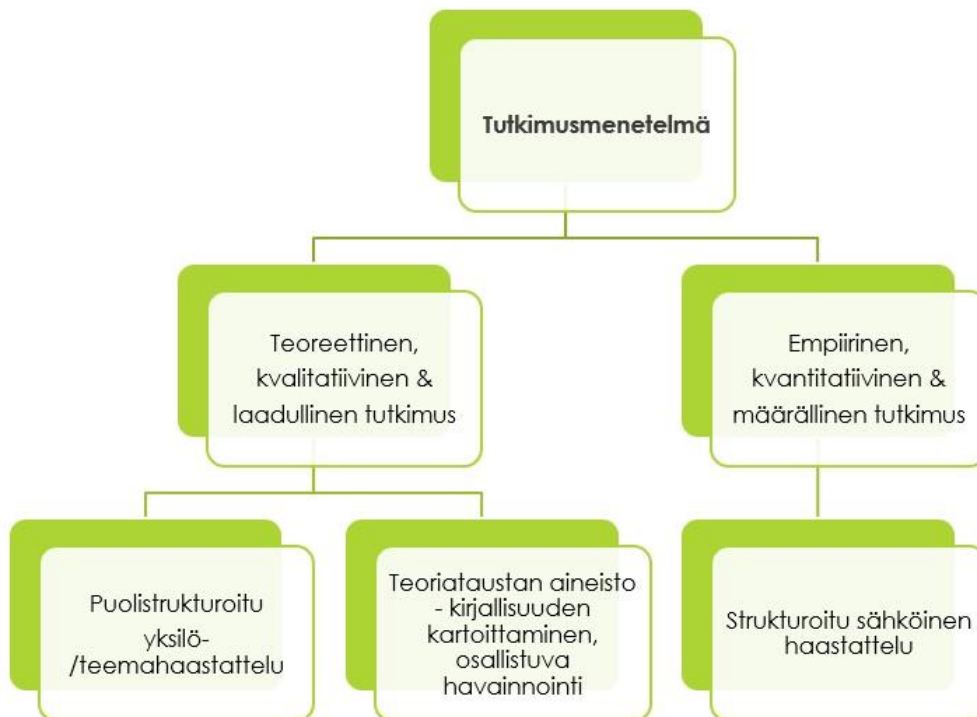 Tutkimusmenetelmä
Teoreettinen,
kvalitatiivinen &
laadullinen tutkimus
Empiirinen,
kvantitatiivinen &
määrällinen tutkimus
Puolistrukturoitu
yksilö-
/teemahaastattelu
Teoriataustan aineisto
- kirjallisuuden
kartoittaminen,
osallistuva
havainnointi
Strukturoitu sähköinen
haastattelu